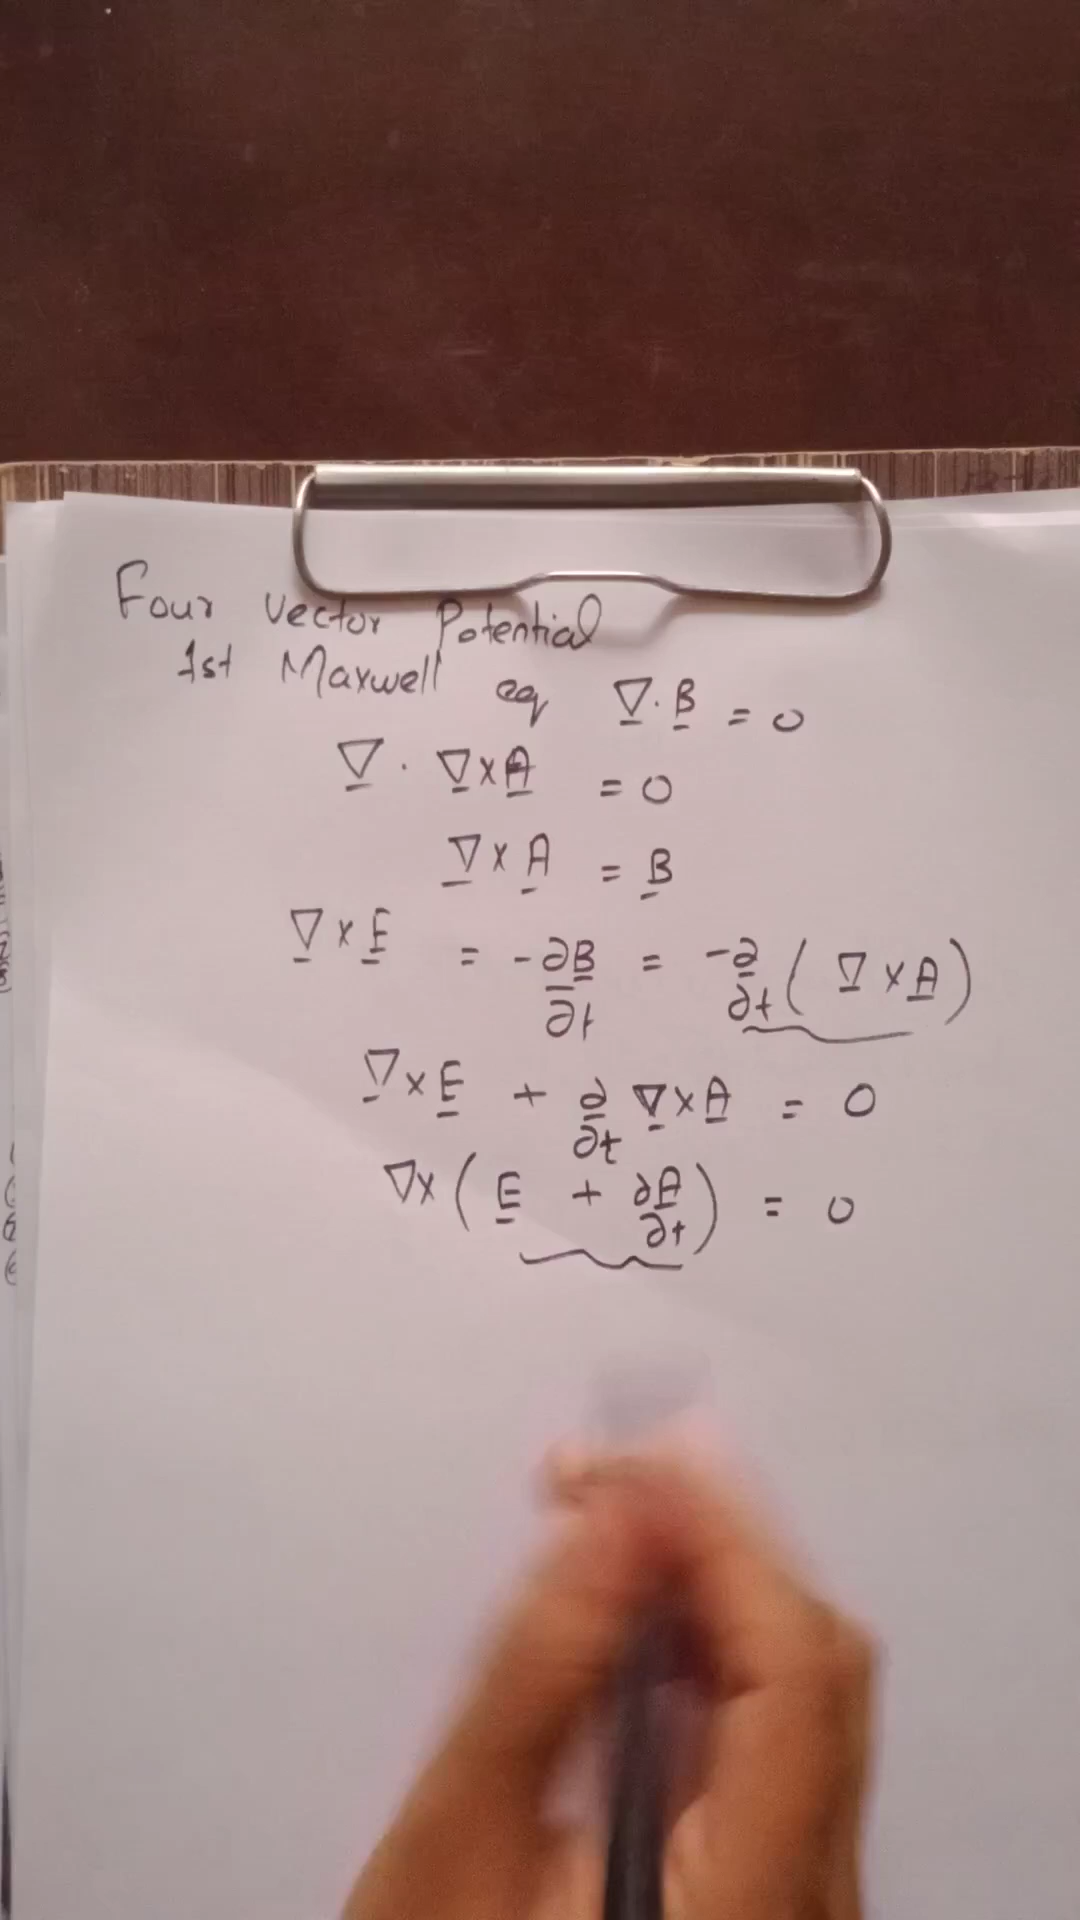 Four Vector Potential
1st Maxwell eq ∇·B = 0
∇·∇×A = 0
∇×A = B
∇×E = -∂B/∂t = -∂/∂t(∇×A)
∇×E + ∂/∂t ∇×A = 0
∇×(E + ∂A/∂t) = 0